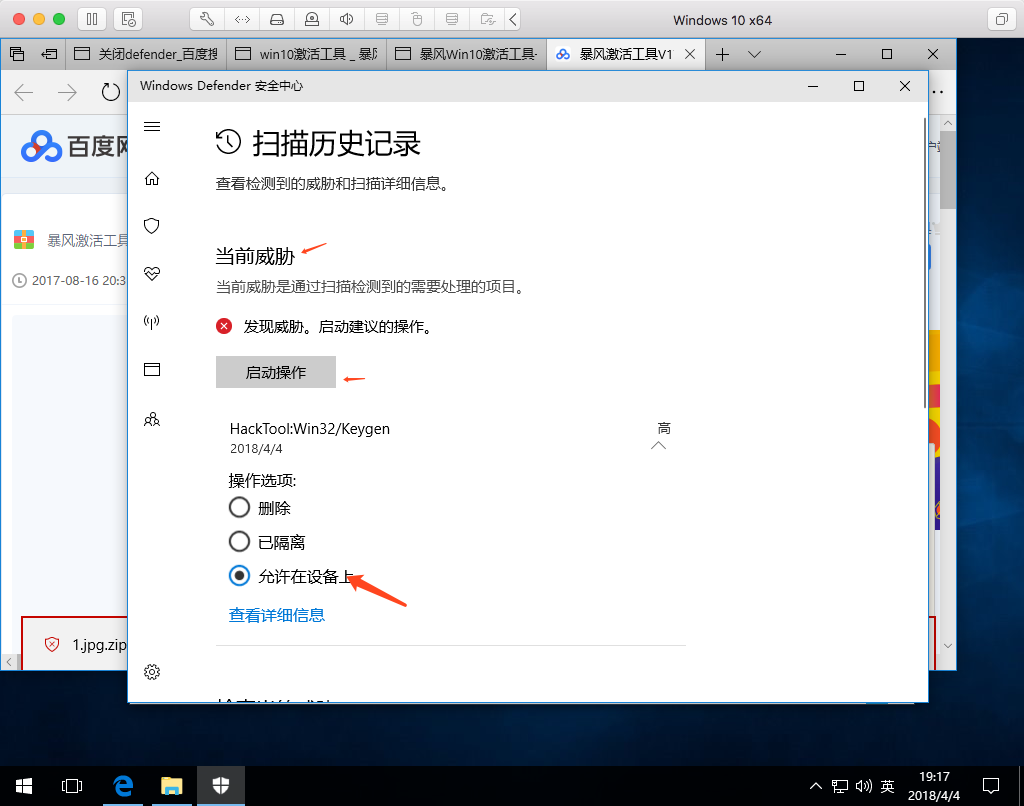 Windows 10 x64
关闭defender_百度搜
win10激活工具 _ 暴
暴风Win10激活工具
暴风激活工具V1
Windows Defender 安全中心
百度
扫描历史记录
查看检测到的威胁和扫描详细信息。
暴风激活工具
2017-08-16 20:3
当前威胁
当前威胁是通过扫描检测到的需要处理的项目。
发现威胁。启动建议的操作。
启动操作
HackTool:Win32/Keygen
高
2018/4/4
操作选项:
删除
已隔离
允许在设备上
查看详细信息
1.jpg.zip
英
19:17
2018/4/4